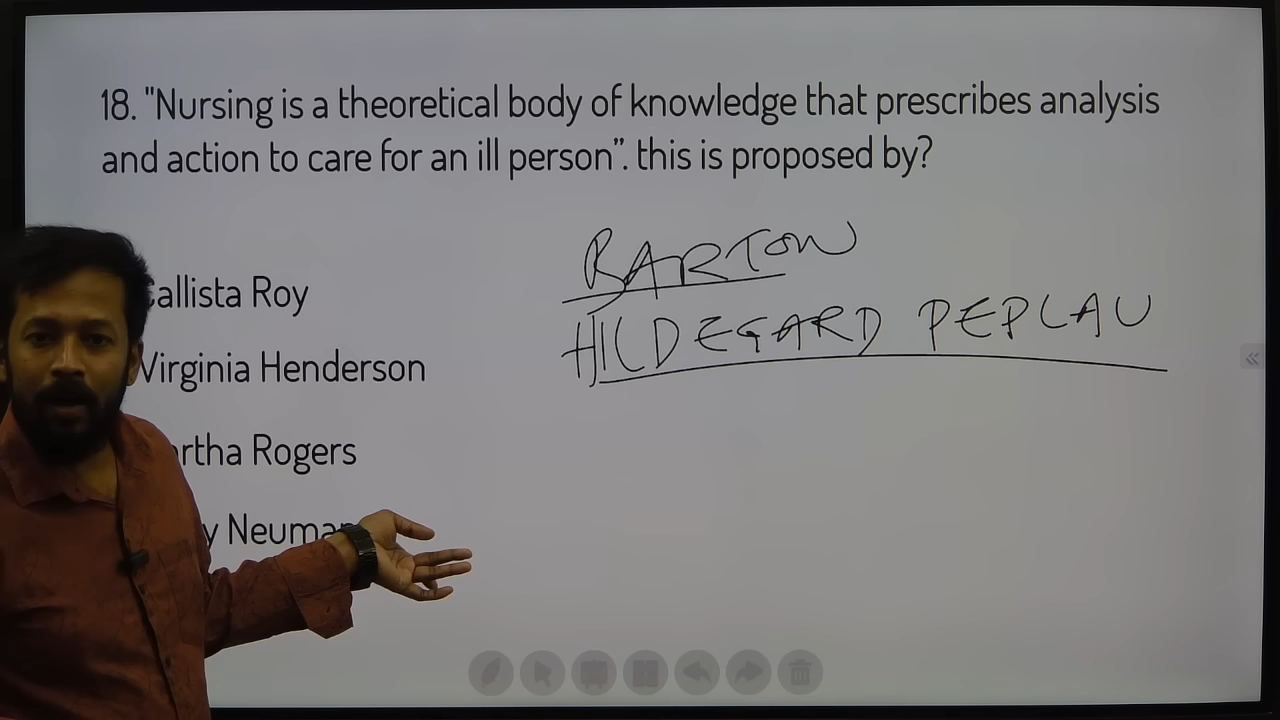 18. "Nursing is a theoretical body of knowledge that prescribes analysis
and action to care for an ill person”. this is proposed by?
BARTON
Callista Roy
HILDEGARD PEPLAU
Virginia Henderson
rtha Rogers
y Neuma